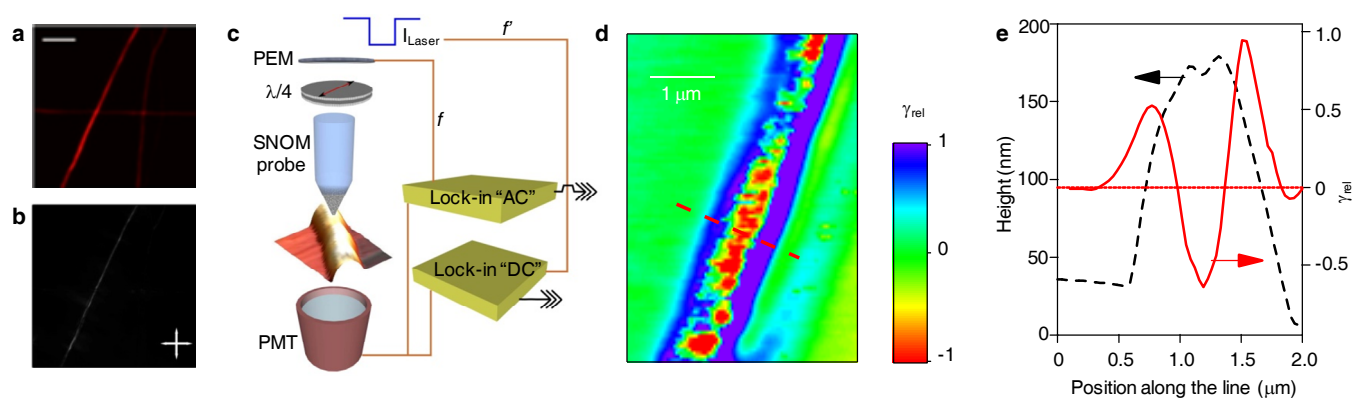 a
b
c
I Laser
f'
PEM
λ/4
f
SNOM
probe
Lock-in “AC”
Lock-in “DC”
PMT
d
1 μm
γrel
1
0
-1
e
200
150
100
50
0
Height (nm)
1.0
0.5
0
-0.5
γrel
0
0.5
1.0
1.5
2.0
Position along the line (μm)